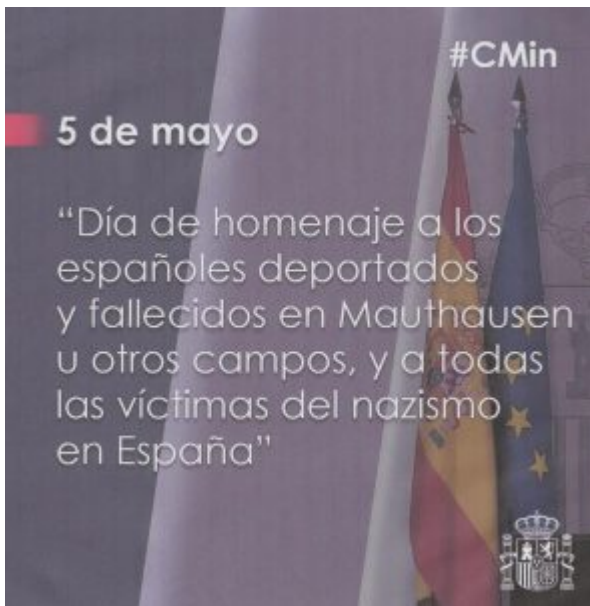 #CMin
5 de mayo
“Día de homenaje a los
españoles deportados
y fallecidos en Mauthausen
u otros campos, y a todas
las víctimas del nazismo
en España”